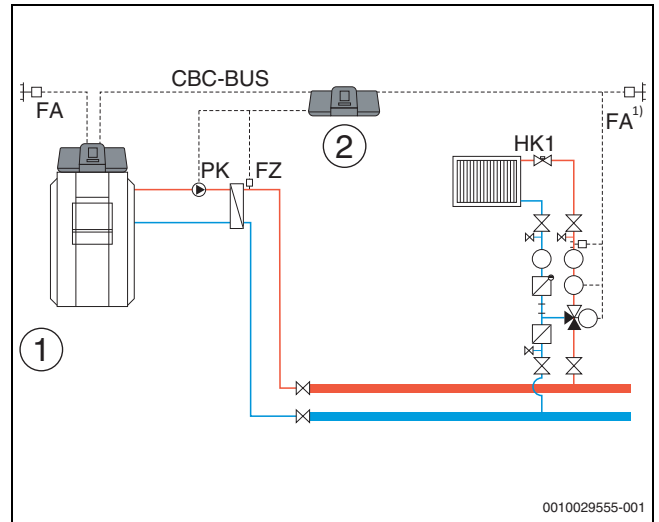 CBC-BUS
FA
FA1)
2
HK1
PK FZ
1
0010029555-001